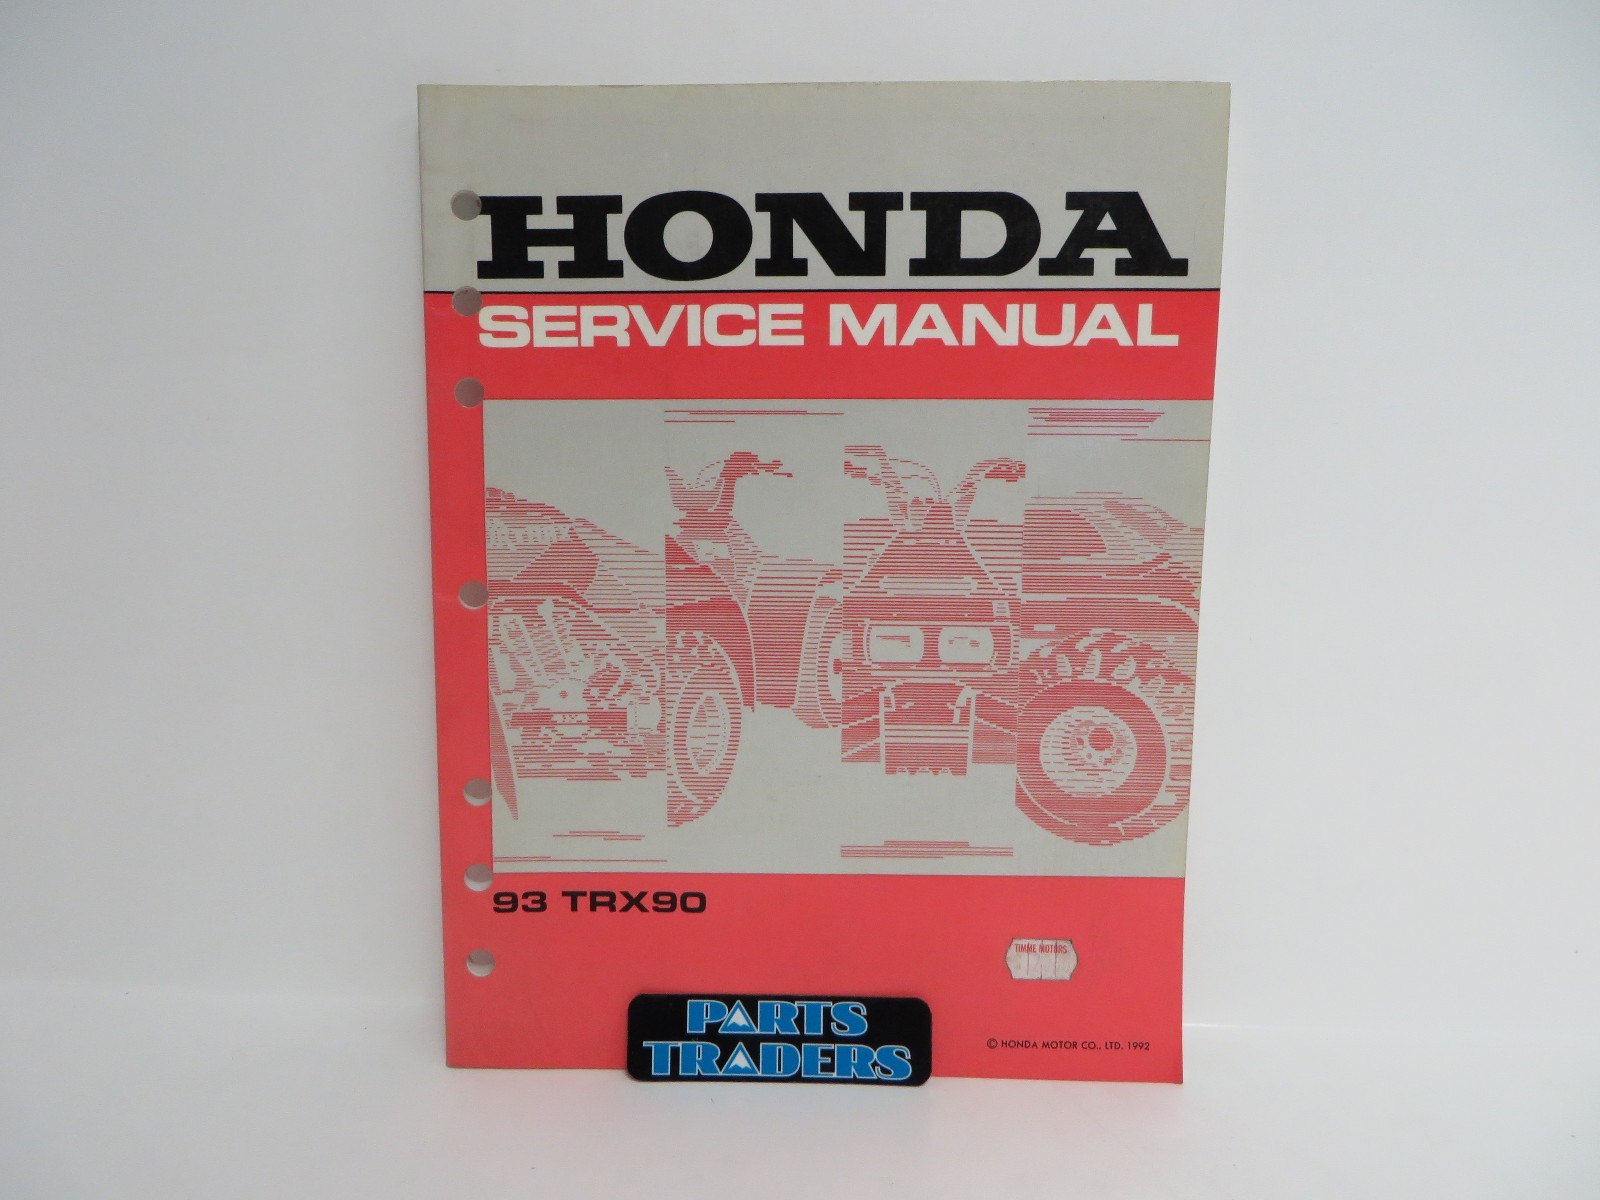 HONDA
SERVICE MANUAL
93 TRX90
TIMME MOTORS
PARTS
TRADERS
© HONDA MOTOR CO., LTD. 1992